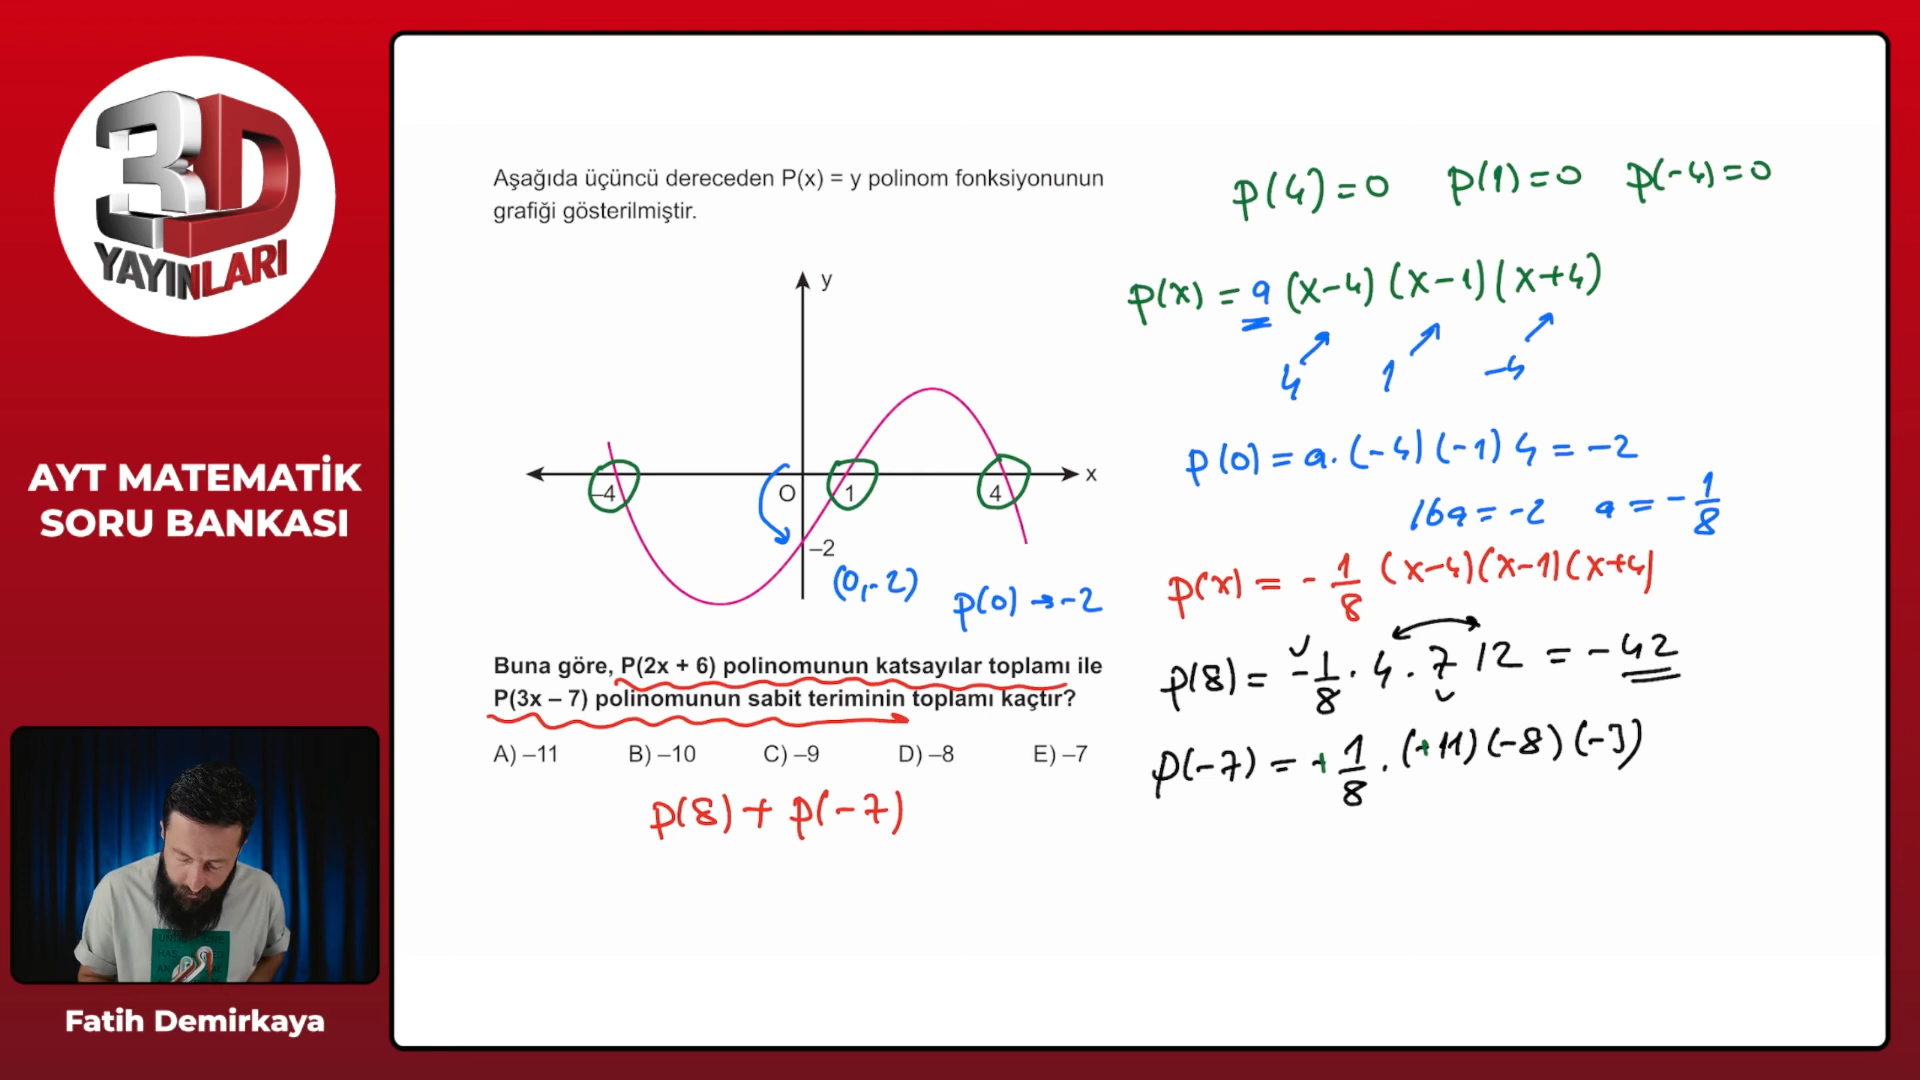 3D
YAYINLARI
AYT MATEMATİK
SORU BANKASI
Fatih Demirkaya
Aşağıda üçüncü dereceden P(x) = y polinom fonksiyonunun
grafiği gösterilmiştir.
y
x
–4
O
1
4
–2
(0,-2)
p(0) → -2
Buna göre, P(2x + 6) polinomunun katsayılar toplamı ile
P(3x – 7) polinomunun sabit teriminin toplamı kaçtır?
A) –11 B) –10 C) –9 D) –8 E) –7
p(8) + p(-7)
p(4)=0 p(1)=0 p(-4)=0
p(x) = a (x-4) (x-1) (x+4)
4 1 -4
p(0) = a. (-4) (-1) 4 = -2
16a = -2 a = -1/8
p(x) = -1/8 (x-4)(x-1)(x+4)
p(8) = -1/8 . 4 . 7 12 = -42
p(-7) = +1/8 . (+11) (-8) (-3)